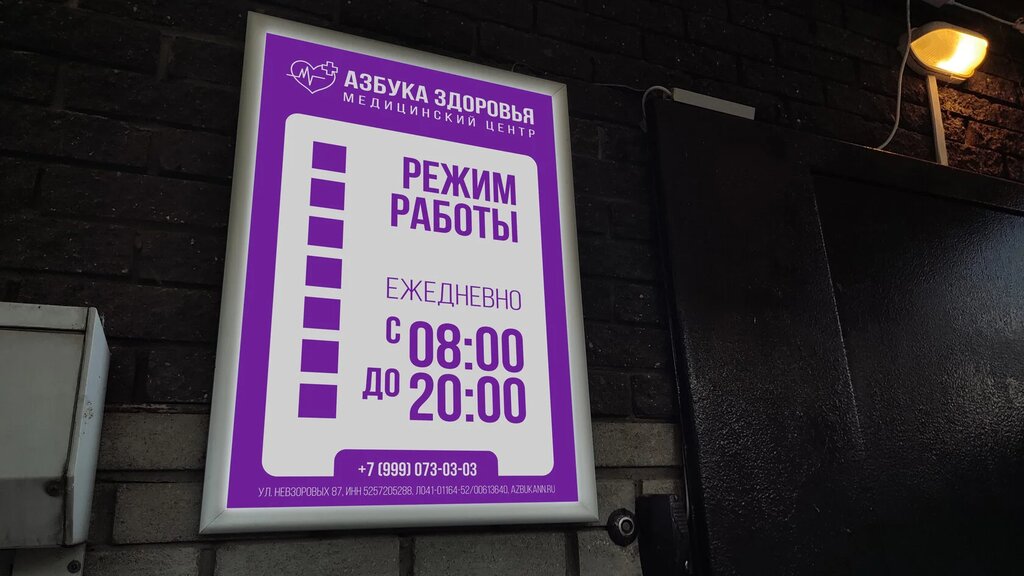 АЗБУКА ЗДОРОВЬЯ
МЕДИЦИНСКИЙ ЦЕНТР
РЕЖИМ
РАБОТЫ
ЕЖЕДНЕВНО
С 08:00
ДО 20:00
+7 (999) 073-03-03
УЛ. НЕВЗОРОВЫХ 87, ИНН 5257205288, ЛО41-01164-52/00613640, AZBUKANN.RU